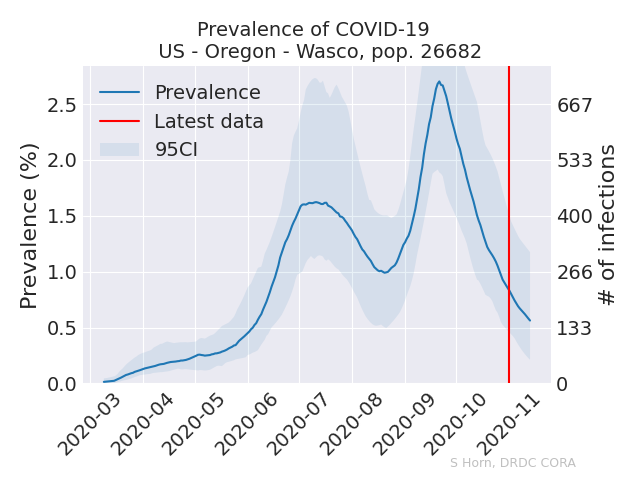 Prevalence of COVID-19
US - Oregon - Wasco, pop. 26682
Prevalence
Latest data
95CI
Prevalence (%)
2.5
2.0
1.5
1.0
0.5
0.0
667
533
400
266
133
0
# of infections
2020-03
2020-04
2020-05
2020-06
2020-07
2020-08
2020-09
2020-10
2020-11
S Horn, DRDC CORA